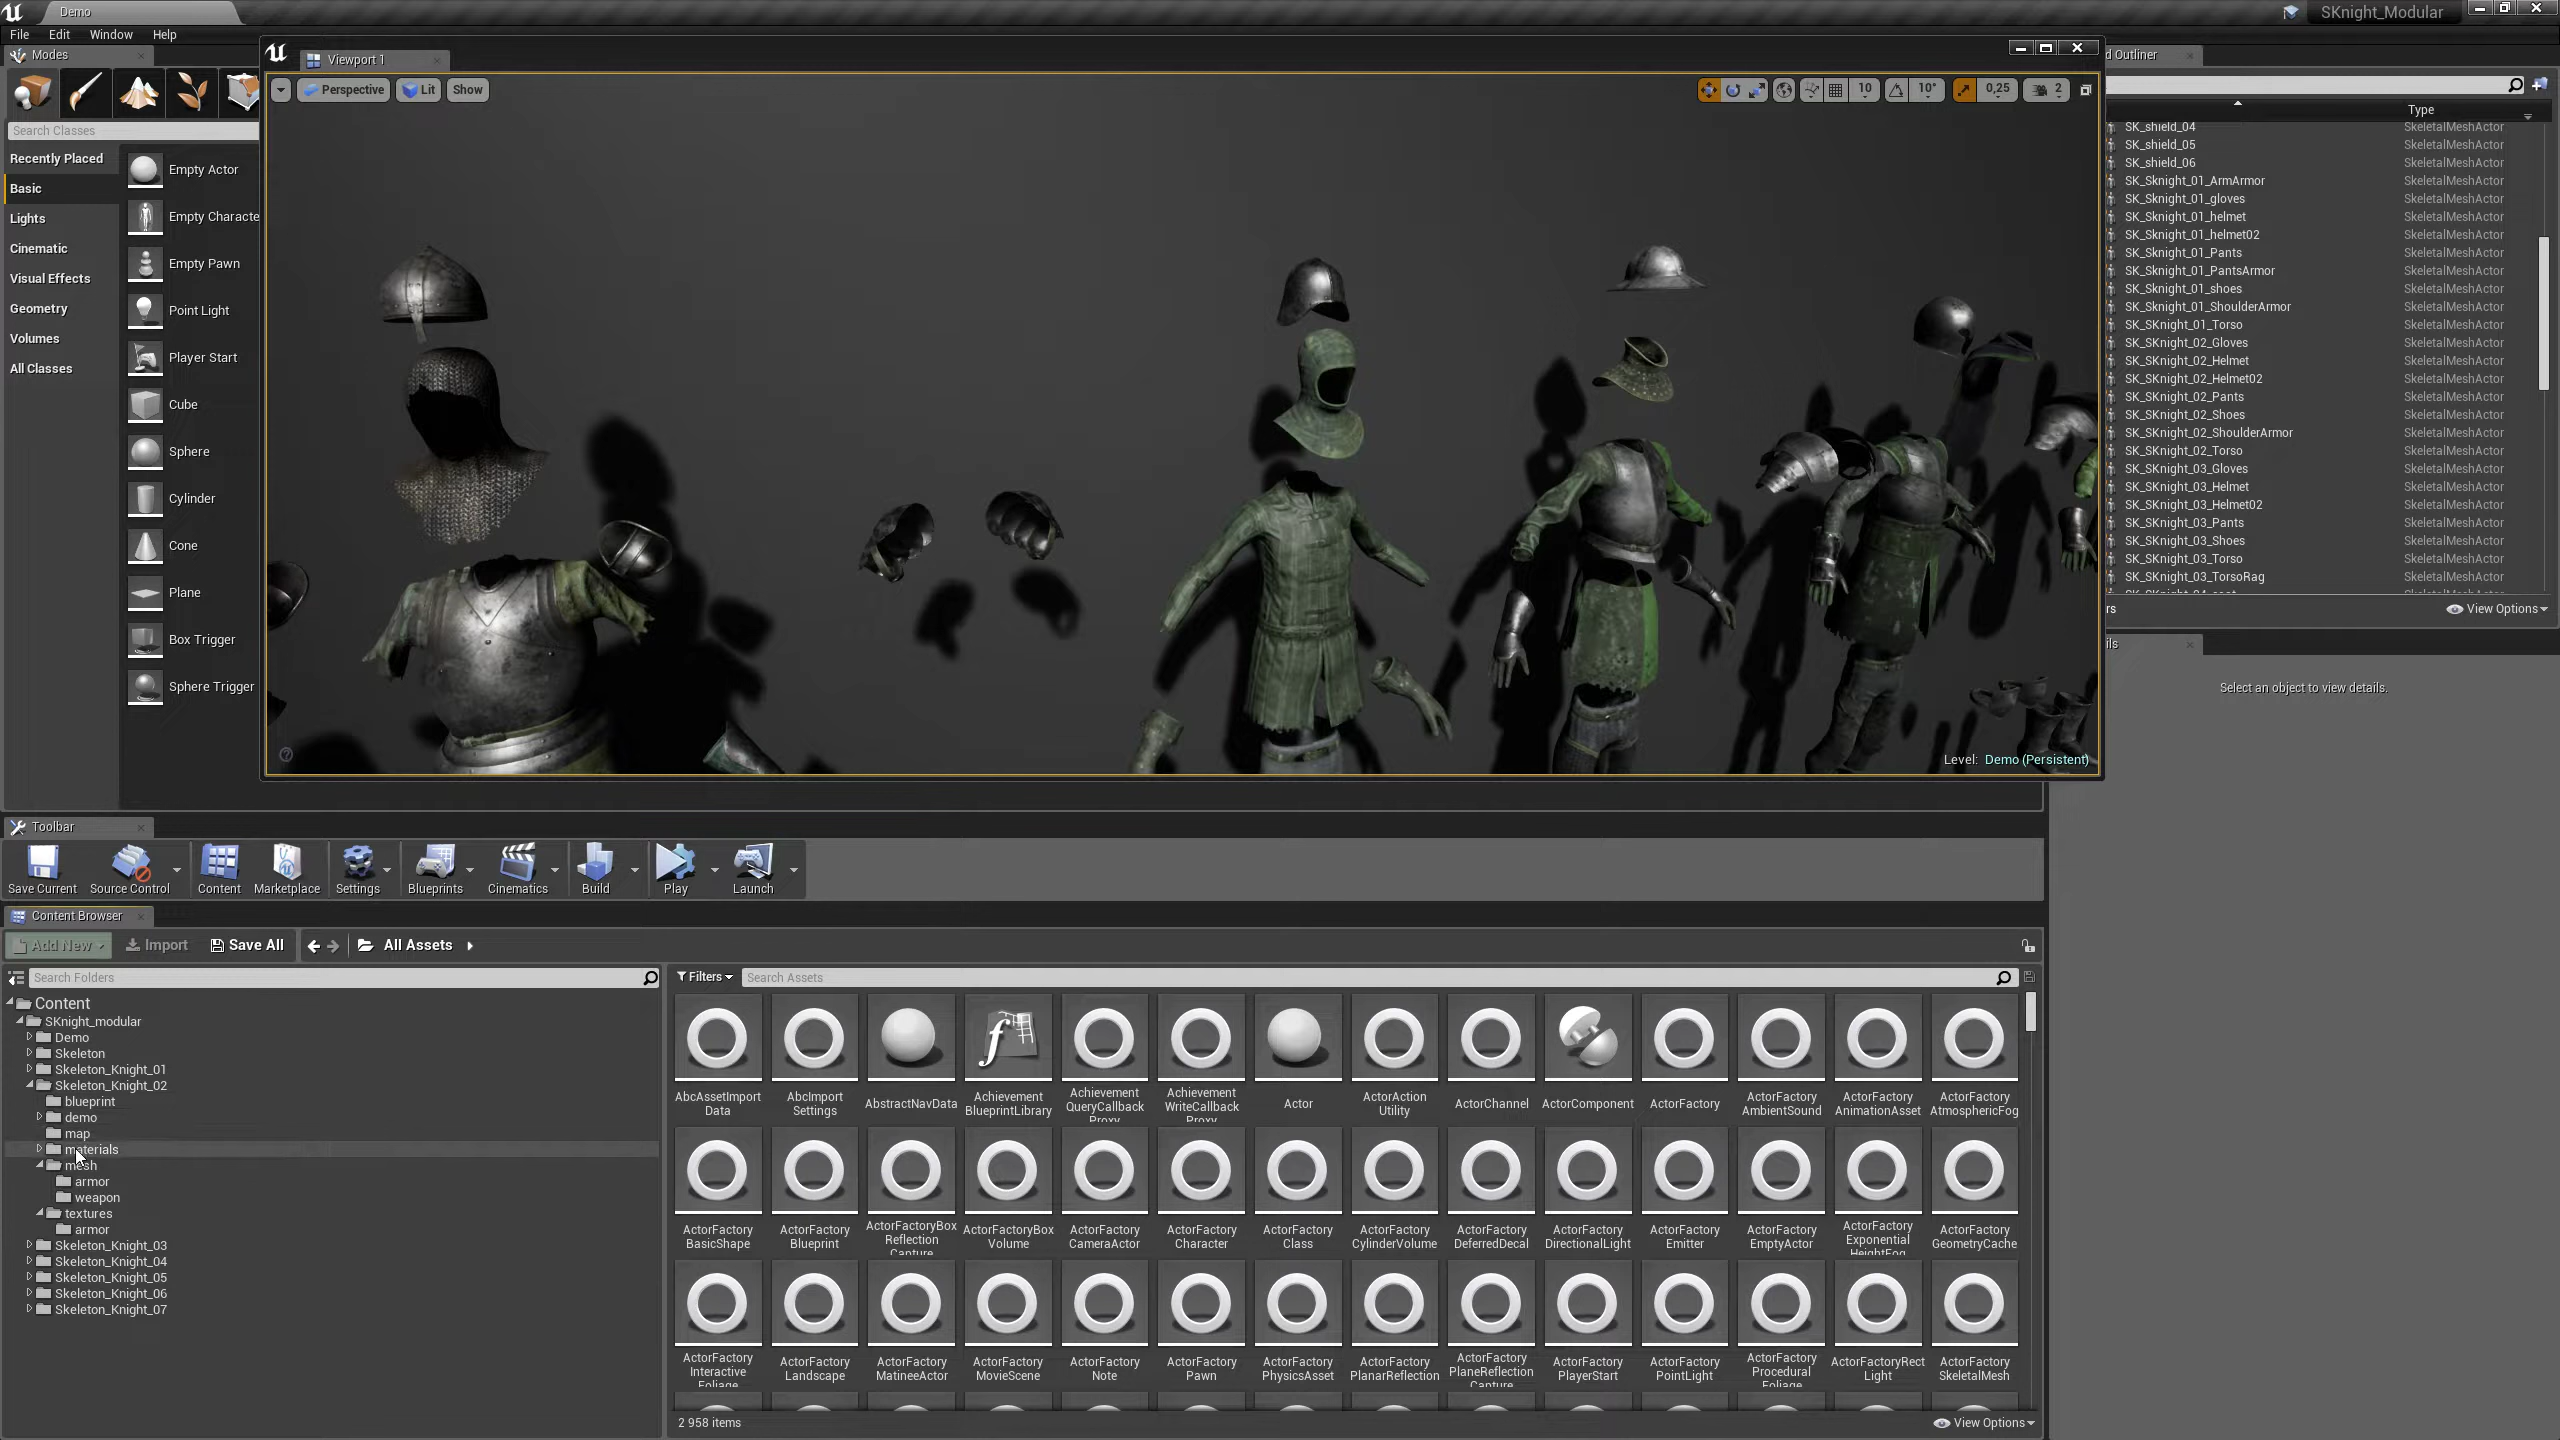 Demo
SKnight_Modular
File
Edit
Window
Help
Modes
Viewport 1
d Outliner
Perspective
Lit
Show
10
10°
0,25
2
Search Classes
Recently Placed
Basic
Lights
Cinematic
Visual Effects
Geometry
Volumes
All Classes
Empty Actor
Empty Characte
Empty Pawn
Point Light
Player Start
Cube
Sphere
Cylinder
Cone
Plane
Box Trigger
Sphere Trigger
Level: Demo (Persistent)
Type
SK_shield_04 SkeletalMeshActor
SK_shield_05 SkeletalMeshActor
SK_shield_06 SkeletalMeshActor
SK_Sknight_01_ArmArmor SkeletalMeshActor
SK_Sknight_01_gloves SkeletalMeshActor
SK_Sknight_01_helmet SkeletalMeshActor
SK_Sknight_01_helmet02 SkeletalMeshActor
SK_Sknight_01_Pants SkeletalMeshActor
SK_Sknight_01_PantsArmor SkeletalMeshActor
SK_Sknight_01_shoes SkeletalMeshActor
SK_Sknight_01_ShoulderArmor SkeletalMeshActor
SK_SKnight_01_Torso SkeletalMeshActor
SK_SKnight_02_Gloves SkeletalMeshActor
SK_SKnight_02_Helmet SkeletalMeshActor
SK_SKnight_02_Helmet02 SkeletalMeshActor
SK_SKnight_02_Pants SkeletalMeshActor
SK_SKnight_02_Shoes SkeletalMeshActor
SK_SKnight_02_ShoulderArmor SkeletalMeshActor
SK_SKnight_02_Torso SkeletalMeshActor
SK_SKnight_03_Gloves SkeletalMeshActor
SK_SKnight_03_Helmet SkeletalMeshActor
SK_SKnight_03_Helmet02 SkeletalMeshActor
SK_SKnight_03_Pants SkeletalMeshActor
SK_SKnight_03_Shoes SkeletalMeshActor
SK_SKnight_03_Torso SkeletalMeshActor
SK_SKnight_03_TorsoRag SkeletalMeshActor
rs
View Options
ils
Select an object to view details.
Toolbar
Save Current
Source Control
Content
Marketplace
Settings
Blueprints
Cinematics
Build
Play
Launch
Content Browser
Add New
Import
Save All
All Assets
Search Folders
Content
SKnight_modular
Demo
Skeleton
Skeleton_Knight_01
Skeleton_Knight_02
blueprint
demo
map
materials
mesh
armor
weapon
textures
armor
Skeleton_Knight_03
Skeleton_Knight_04
Skeleton_Knight_05
Skeleton_Knight_06
Skeleton_Knight_07
Filters
Search Assets
AbcAssetImport
Data
AbcImport
Settings
AbstractNavData
Achievement
BlueprintLibrary
Achievement
QueryCallback
Proxy
Achievement
WriteCallback
Proxy
Actor
ActorAction
Utility
ActorChannel
ActorComponent
ActorFactory
ActorFactory
AmbientSound
ActorFactory
AnimationAsset
ActorFactory
AtmosphericFog
ActorFactory
BasicShape
ActorFactory
Blueprint
ActorFactoryBox
Reflection
Capture
ActorFactoryBox
Volume
ActorFactory
CameraActor
ActorFactory
Character
ActorFactory
Class
ActorFactory
CylinderVolume
ActorFactory
DeferredDecal
ActorFactory
DirectionalLight
ActorFactory
Emitter
ActorFactory
EmptyActor
ActorFactory
Exponential
HeightFog
ActorFactory
GeometryCache
ActorFactory
Interactive
Foliage
ActorFactory
Landscape
ActorFactory
MatineeActor
ActorFactory
MovieScene
ActorFactory
Note
ActorFactory
Pawn
ActorFactory
PhysicsAsset
ActorFactory
PlanarReflection
ActorFactory
PlaneReflection
Capture
ActorFactory
PlayerStart
ActorFactory
PointLight
ActorFactory
Procedural
Foliage
ActorFactoryRect
Light
ActorFactory
SkeletalMesh
2 958 items
View Options